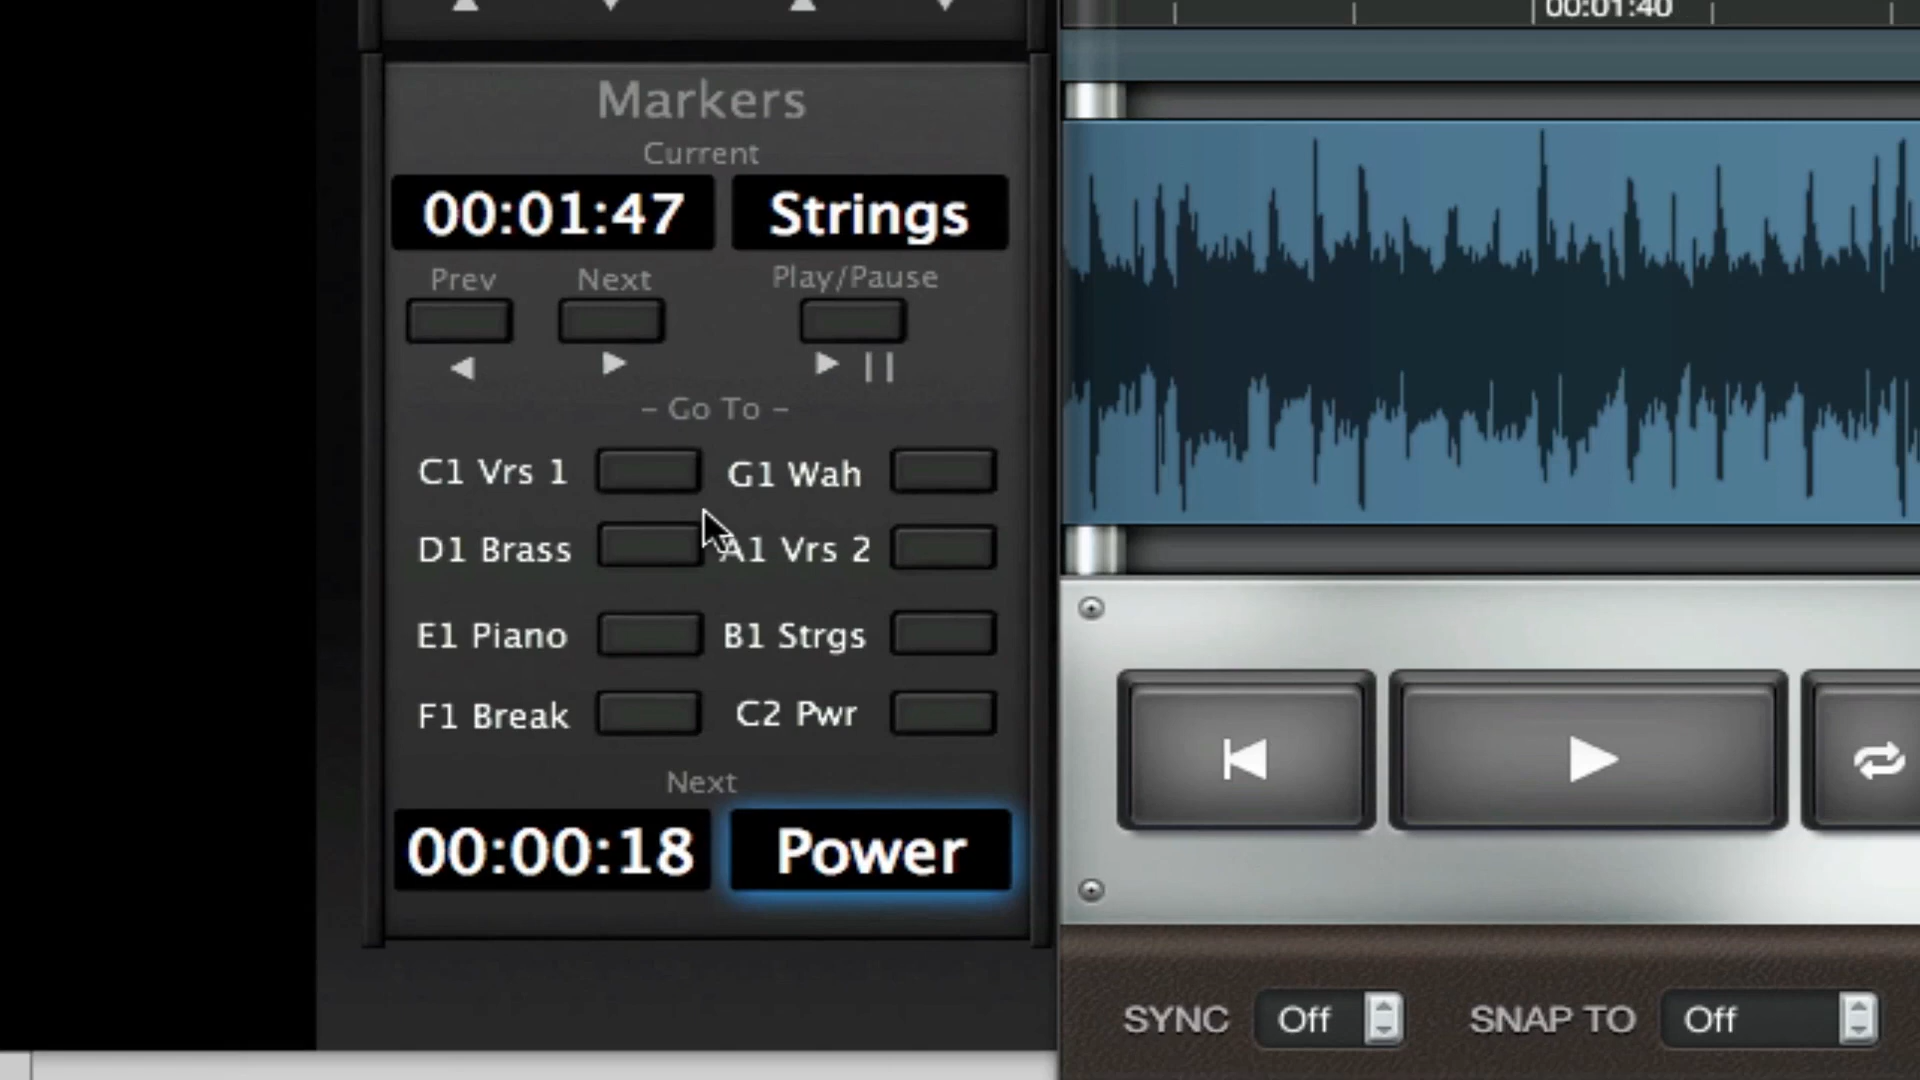 00:01:40
Markers
Current
00:01:47 Strings
Prev Next Play/Pause
- Go To -
C1 Vrs 1 G1 Wah
D1 Brass A1 Vrs 2
E1 Piano B1 Strgs
F1 Break C2 Pwr
Next
00:00:18 Power
SYNC Off SNAP TO Off